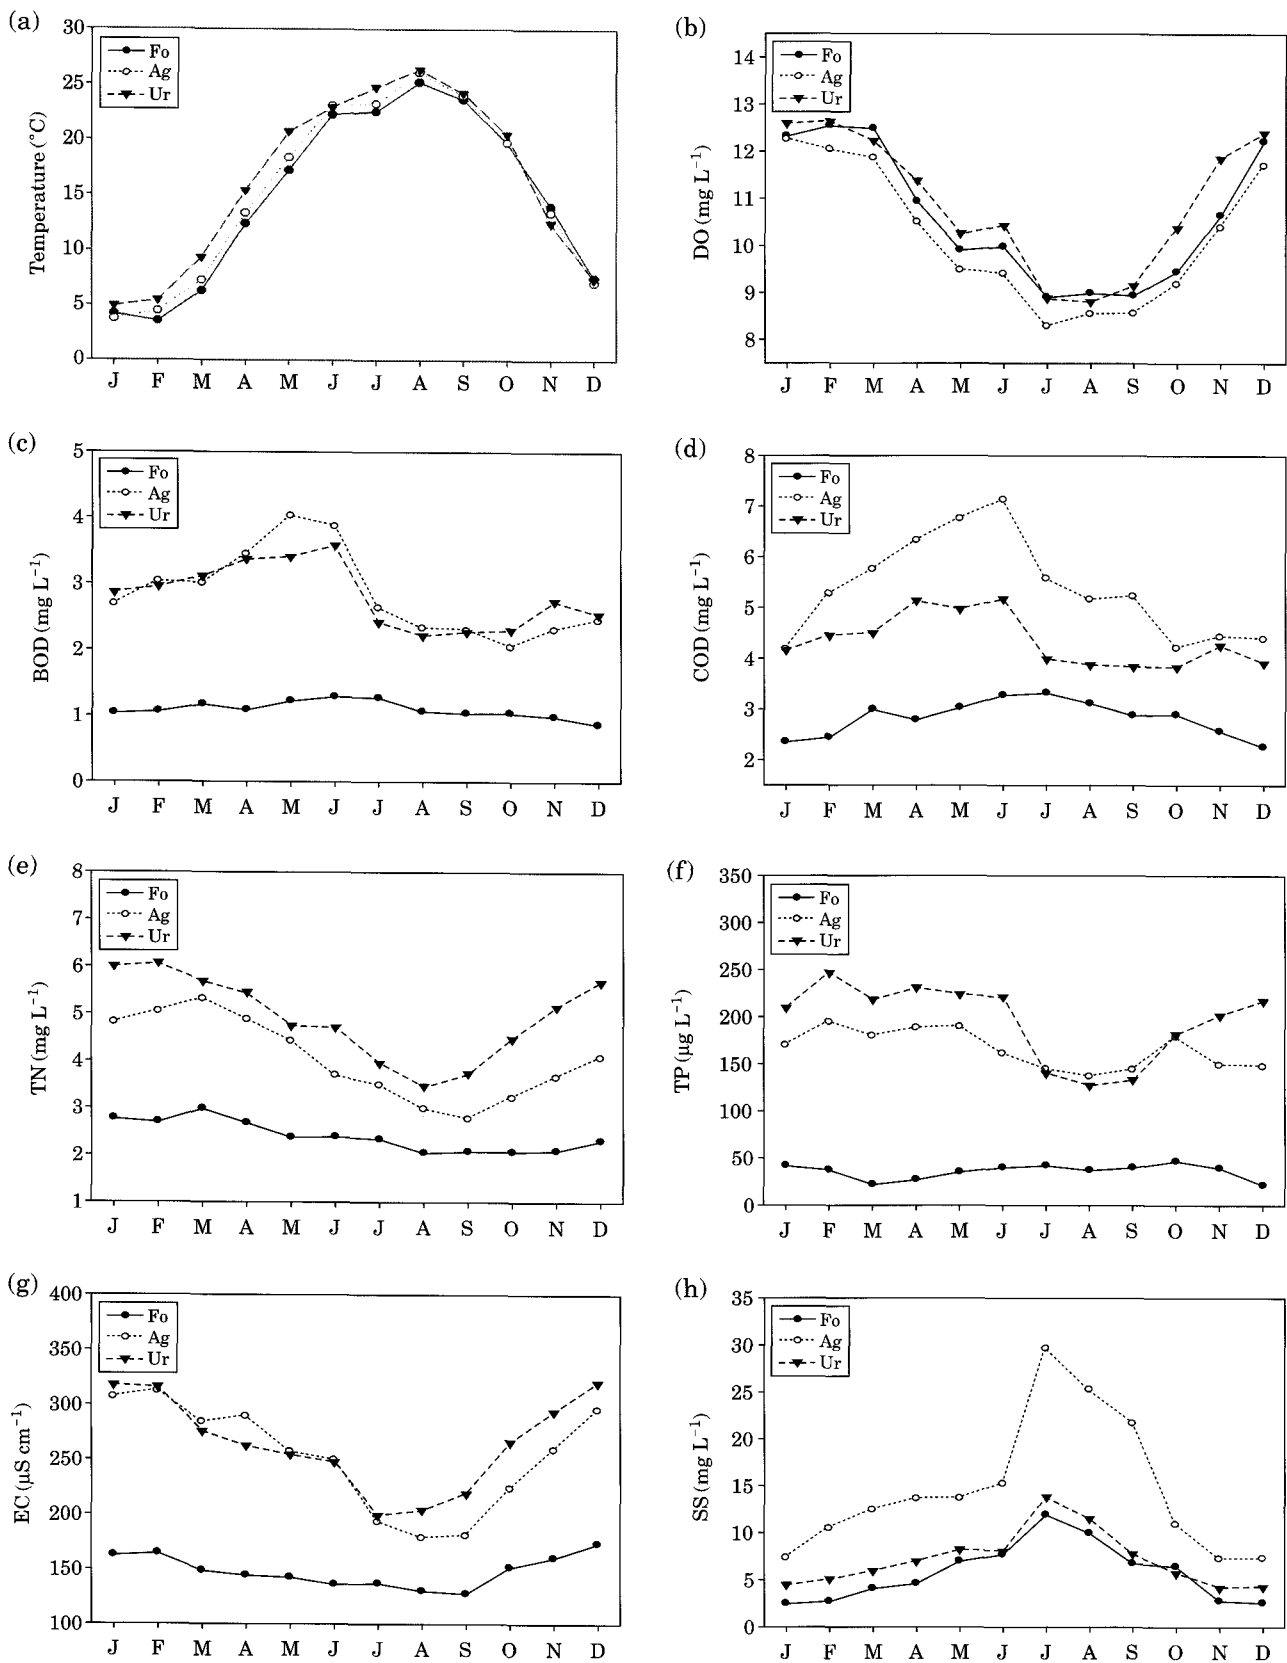 (a)
Temperature (°C)
30
25
20
15
10
5
0
Fo
Ag
Ur
J F M A M J J A S O N D
(b)
DO (mg L⁻¹)
14
13
12
11
10
9
8
Fo
Ag
Ur
J F M A M J J A S O N D
(c)
BOD (mg L⁻¹)
5
4
3
2
1
0
Fo
Ag
Ur
J F M A M J J A S O N D
(d)
COD (mg L⁻¹)
8
7
6
5
4
3
2
Fo
Ag
Ur
J F M A M J J A S O N D
(e)
TN (mg L⁻¹)
8
7
6
5
4
3
2
1
Fo
Ag
Ur
J F M A M J J A S O N D
(f)
TP (μg L⁻¹)
350
300
250
200
150
100
50
0
Fo
Ag
Ur
J F M A M J J A S O N D
(g)
EC (μS cm⁻¹)
400
350
300
250
200
150
100
Fo
Ag
Ur
J F M A M J J A S O N D
(h)
SS (mg L⁻¹)
35
30
25
20
15
10
5
0
Fo
Ag
Ur
J F M A M J J A S O N D